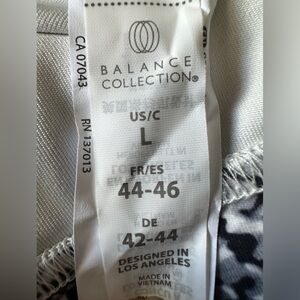 BALANCE
COLLECTION®
US/C
L
FR/ES
44-46
DE
42-44
DESIGNED IN
LOS ANGELES
MADE IN
VIETNAM
CA 07043
RN 137013